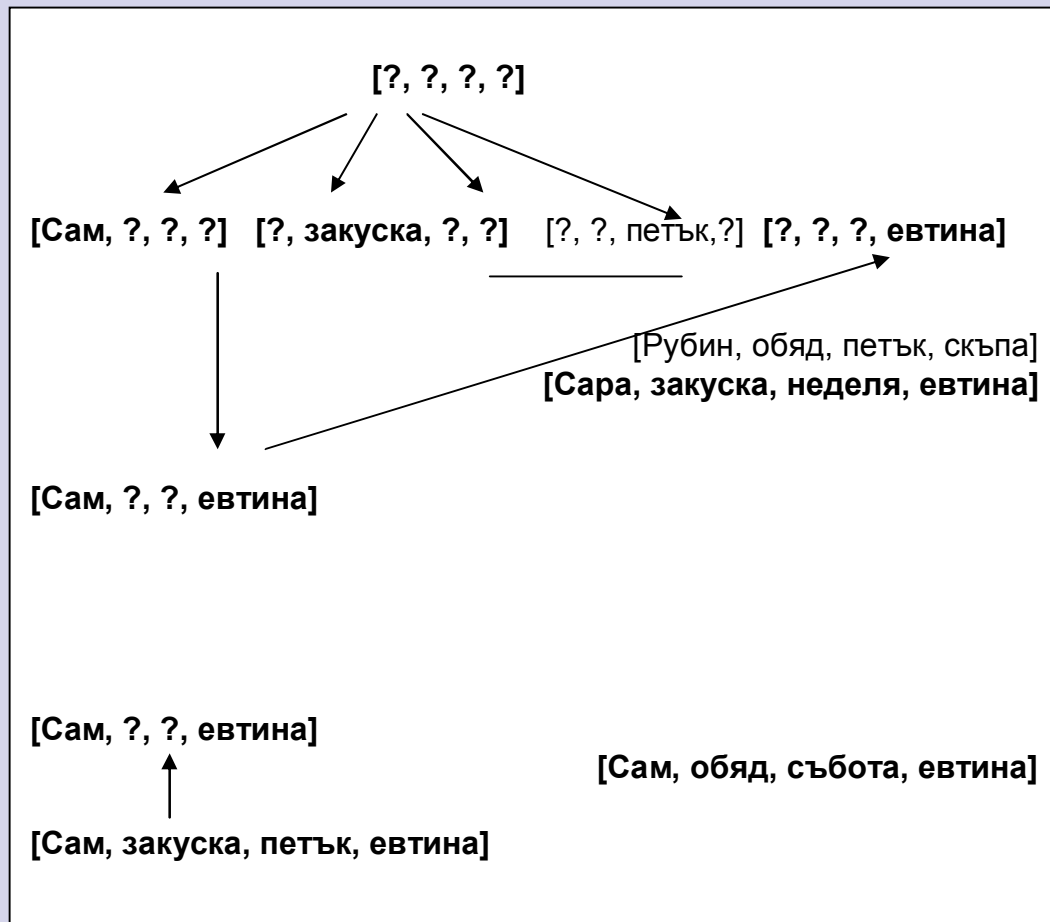 [?, ?, ?, ?]
[Сам, ?, ?, ?] [?, закуска, ?, ?] [?, ?, петък,?] [?, ?, ?, евтина]
[Рубин, обяд, петък, скъпа]
[Сара, закуска, неделя, евтина]
[Сам, ?, ?, евтина]
[Сам, ?, ?, евтина]
[Сам, обяд, събота, евтина]
[Сам, закуска, петък, евтина]